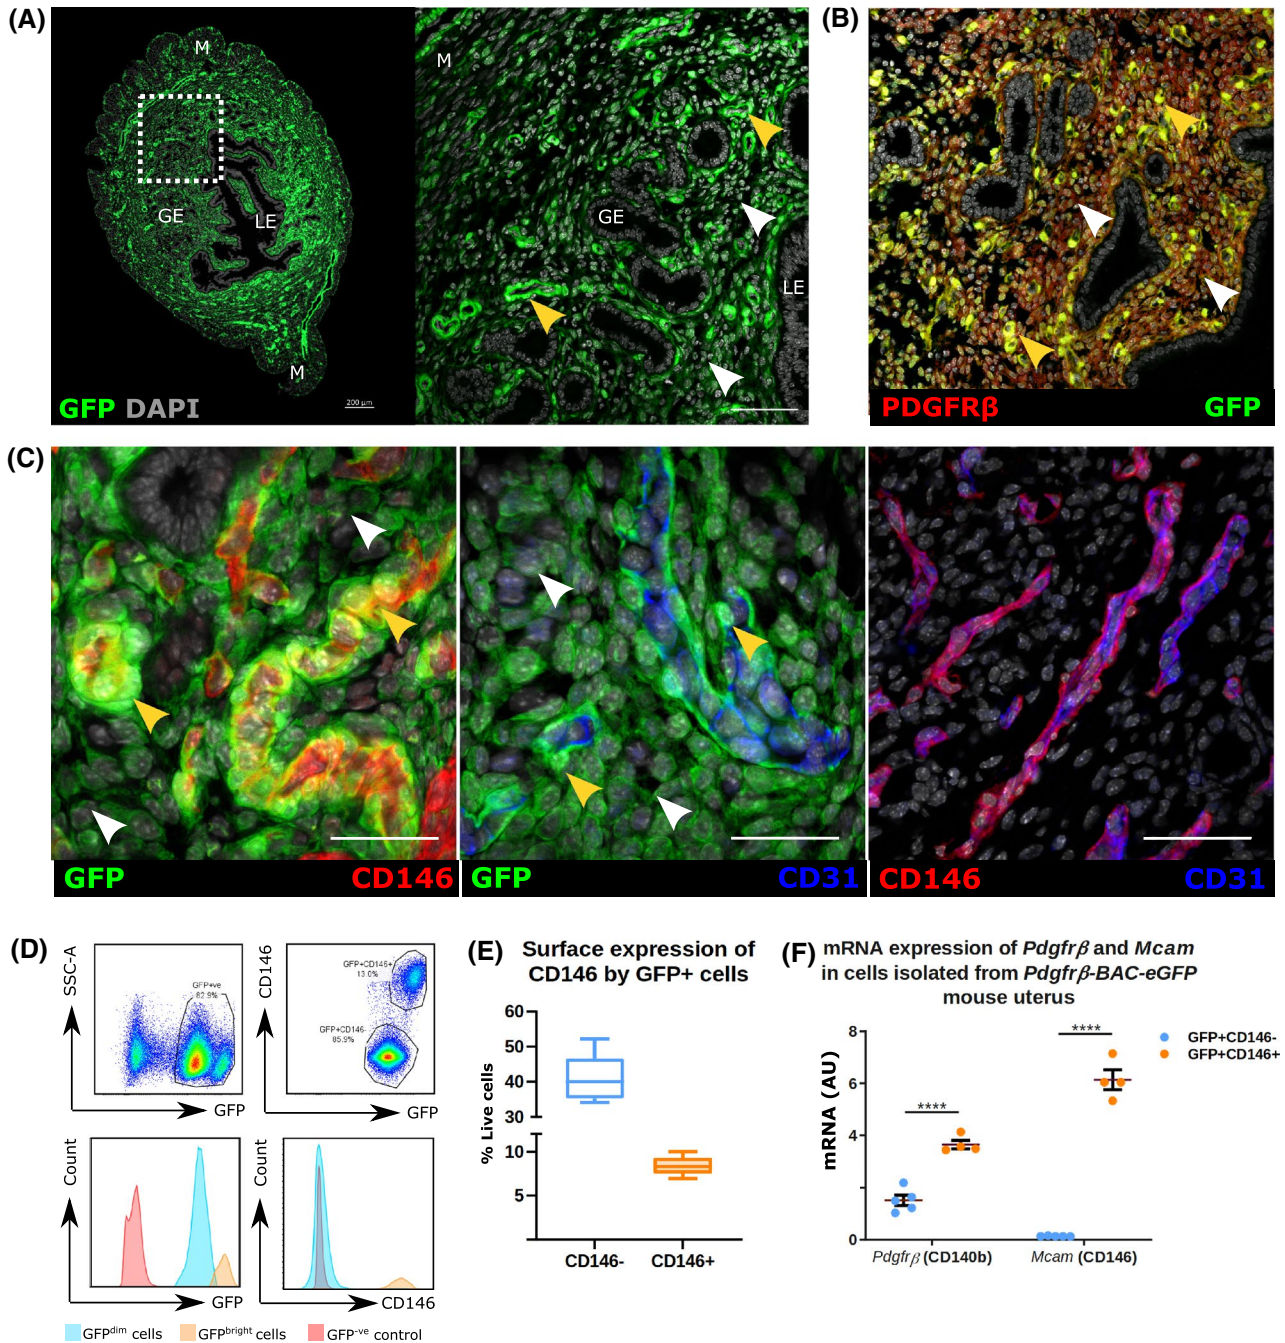 (A)
M
GE
LE
M
200 μm
GFP DAPI
M
GE
LE
(B)
PDGFRβ GFP
(C)
GFP CD146
GFP CD31
CD146 CD31
(D)
SSC-A
GFP+ve
82.9%
GFP
CD146
GFP+CD146+
13.0%
GFP+CD146-
85.9%
GFP
Count
GFP
Count
CD146
GFPdim cells GFPbright cells GFP-ve control
(E)
Surface expression of
CD146 by GFP+ cells
% Live cells
60
50
40
30
10
5
CD146- CD146+
(F)
mRNA expression of Pdgfrβ and Mcam
in cells isolated from Pdgfrβ-BAC-eGFP
mouse uterus
mRNA (AU)
8
6
4
2
0
**** ****
GFP+CD146-
GFP+CD146+
Pdgfrβ (CD140b) Mcam (CD146)